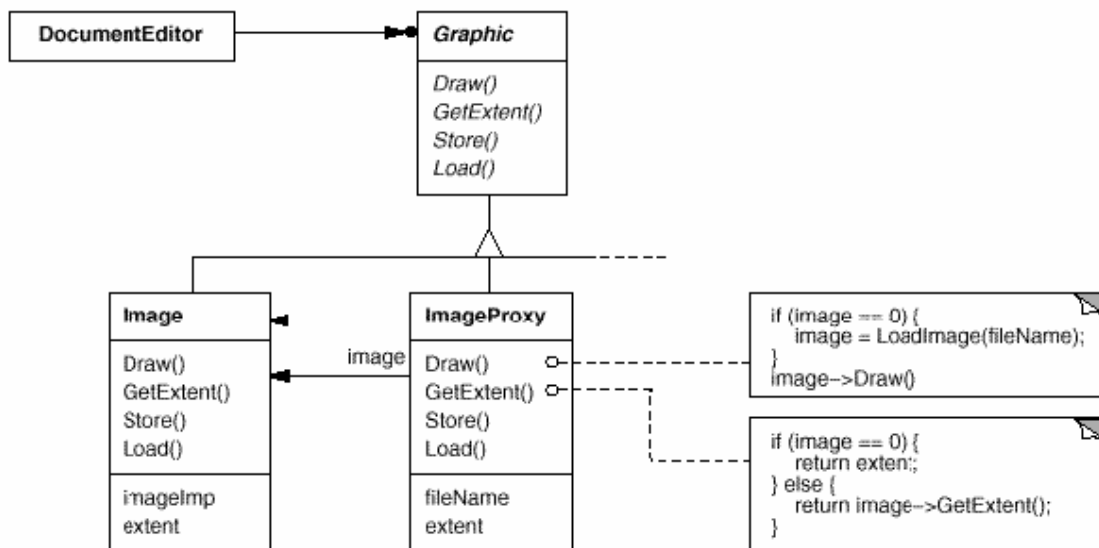 DocumentEditor
Graphic
Draw()
GetExtent()
Store()
Load()
Image
Draw()
GetExtent()
Store()
Load()
imageImp
extent
image
ImageProxy
Draw()
GetExtent()
Store()
Load()
fileName
extent
if (image == 0) {
image = LoadImage(fileName);
}
image->Draw()
if (image == 0) {
return extent;
} else {
return image->GetExtent();
}